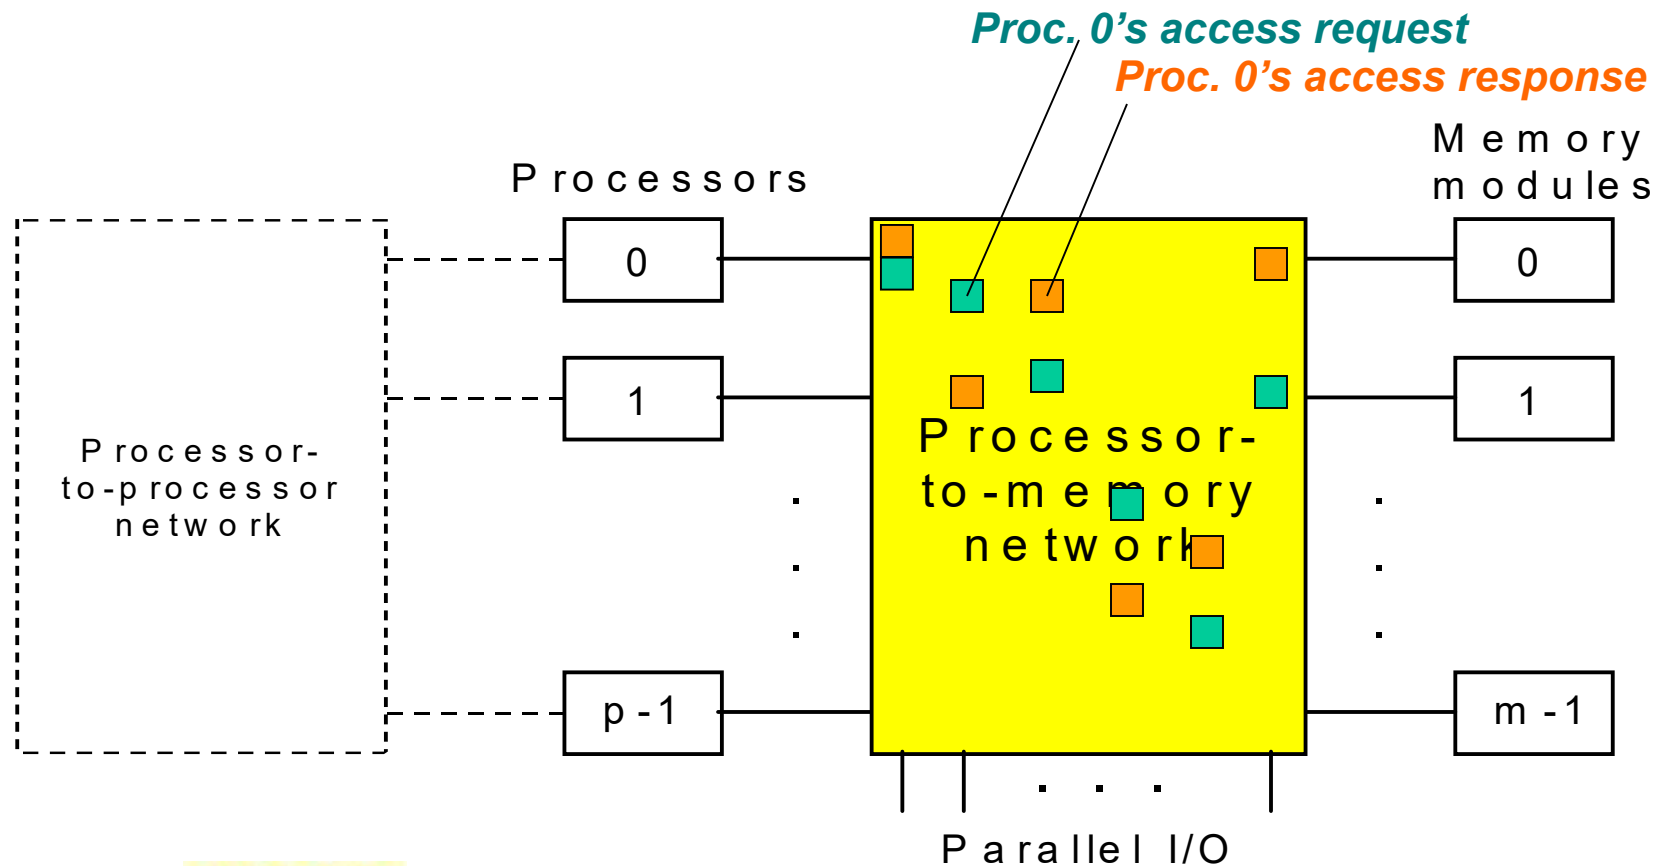 Proc. 0's access request
Proc. 0's access response
Memory
modules
Processors
0
0
1
1
Processor-
to-processor
network
Processor-
to-memory
network
p-1
m-1
Parallel I/O